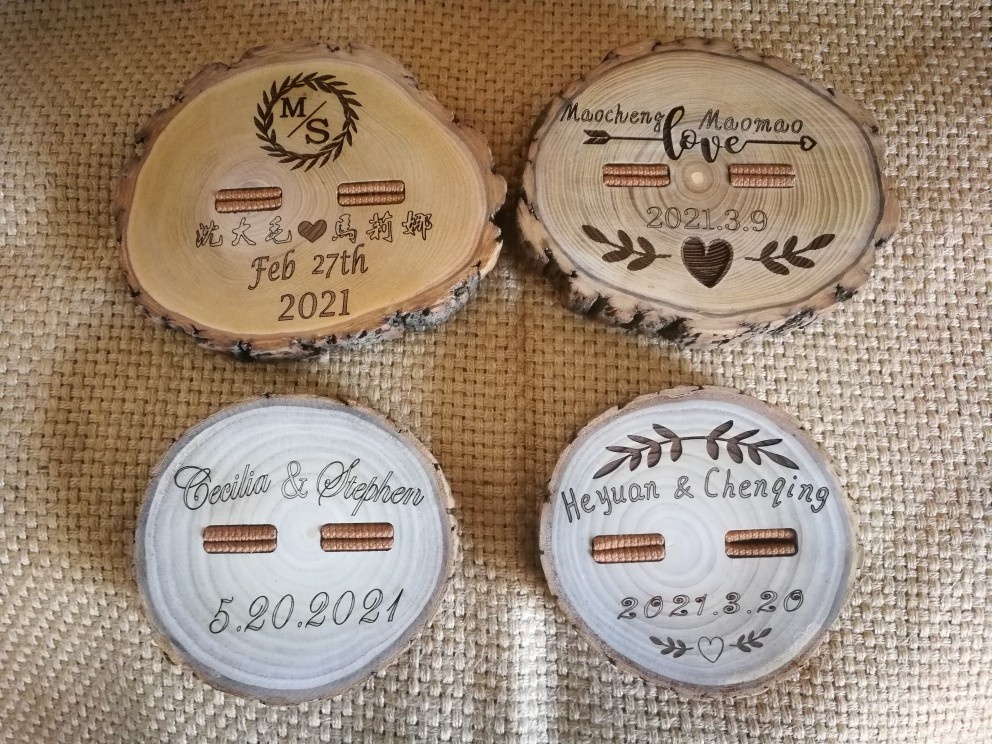 M/S
沈大毛❤馬莉娜
Feb 27th
2021
Maocheng Maomao
love
2021.3.9
Cecilia & Stephen
5.20.2021
Heyuan & Chenqing
2021.3.20